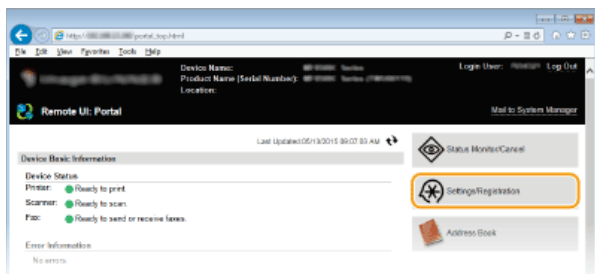 http:// portal_top.html
File Edit View Favorites Tools Help
Device Name: Series
Product Name (Serial Number): Series
Location:
Login User: Log Out
Remote UI: Portal
Mail to System Manager
Last Updated:05/13/2015 09:07:03 AM
Device Basic Information
Device Status
Printer: Ready to print.
Scanner: Ready to scan.
Fax: Ready to send or receive faxes.
Error Information
No errors.
Status Monitor/Cancel
Settings/Registration
Address Book